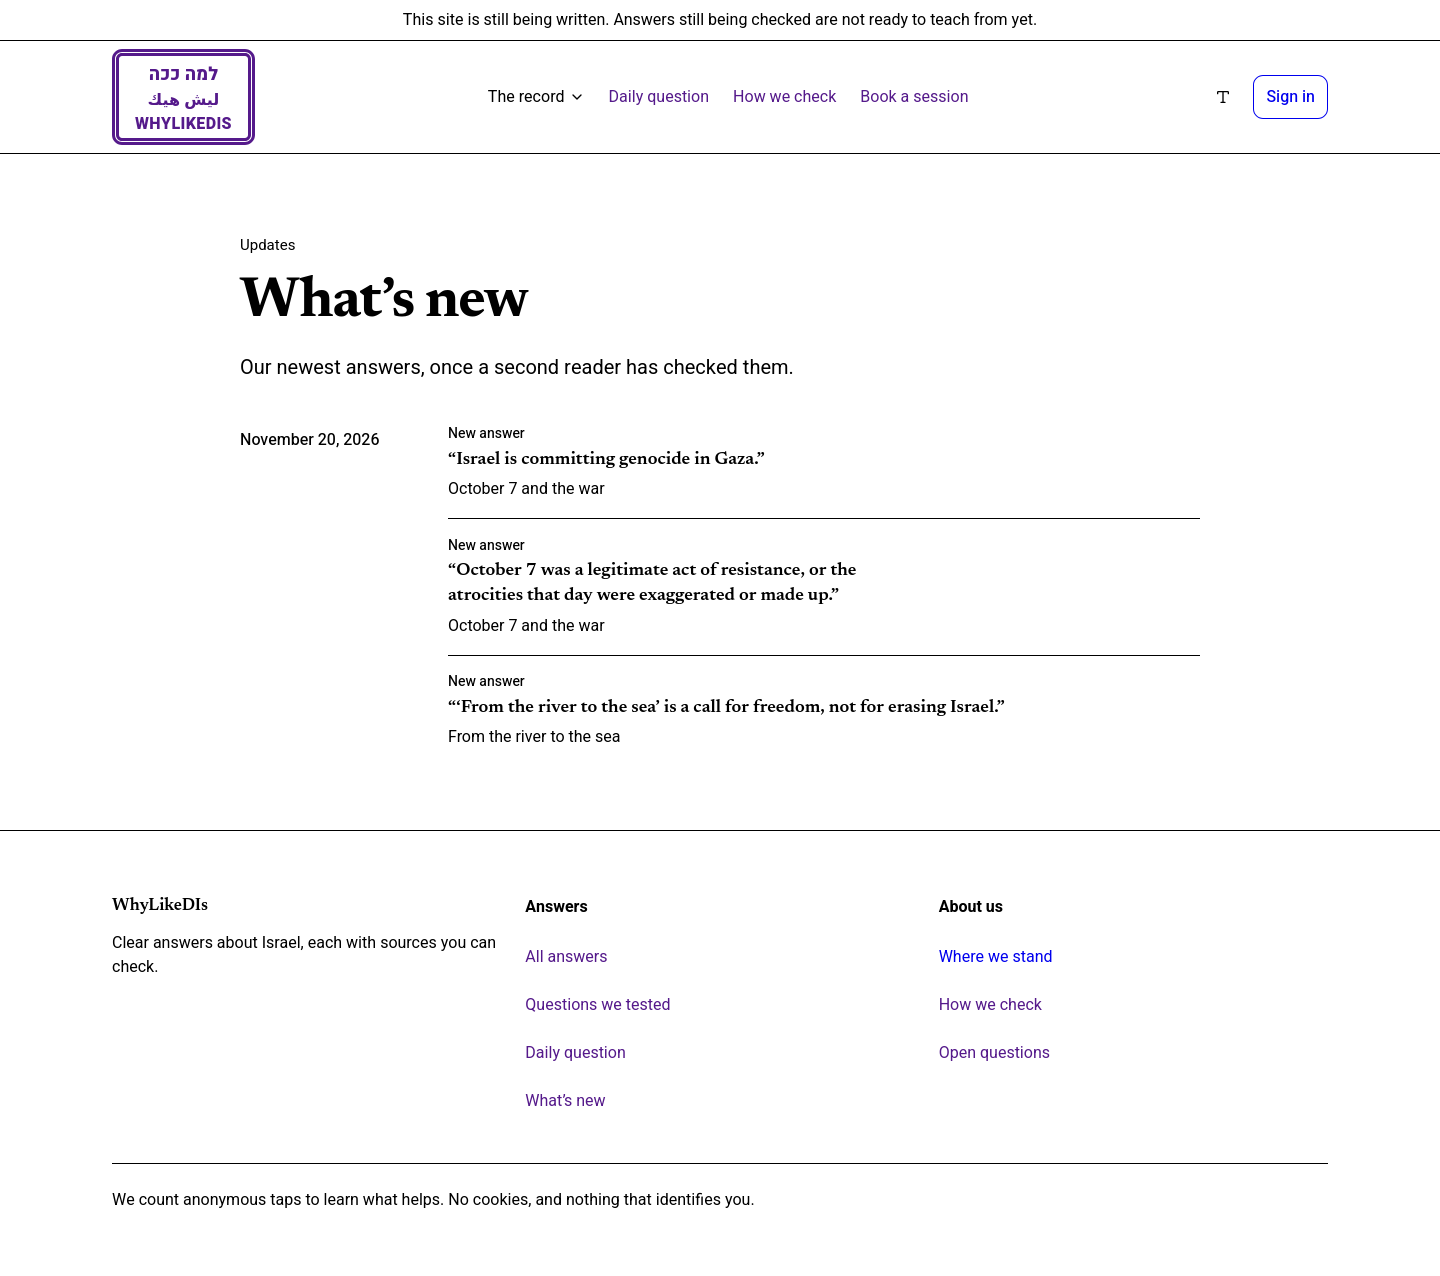 This site is still being written. Answers still being checked are not ready to teach from yet.
למה ככה
ليش هيك
WHYLIKEDIS
The record
Daily question
How we check
Book a session
T
Sign in
Updates
What’s new
Our newest answers, once a second reader has checked them.
November 20, 2026
New answer
“Israel is committing genocide in Gaza.”
October 7 and the war
New answer
“October 7 was a legitimate act of resistance, or the
atrocities that day were exaggerated or made up.”
October 7 and the war
New answer
“‘From the river to the sea’ is a call for freedom, not for erasing Israel.”
From the river to the sea
WhyLikeDIs
Clear answers about Israel, each with sources you can
check.
Answers
All answers
Questions we tested
Daily question
What’s new
About us
Where we stand
How we check
Open questions
We count anonymous taps to learn what helps. No cookies, and nothing that identifies you.